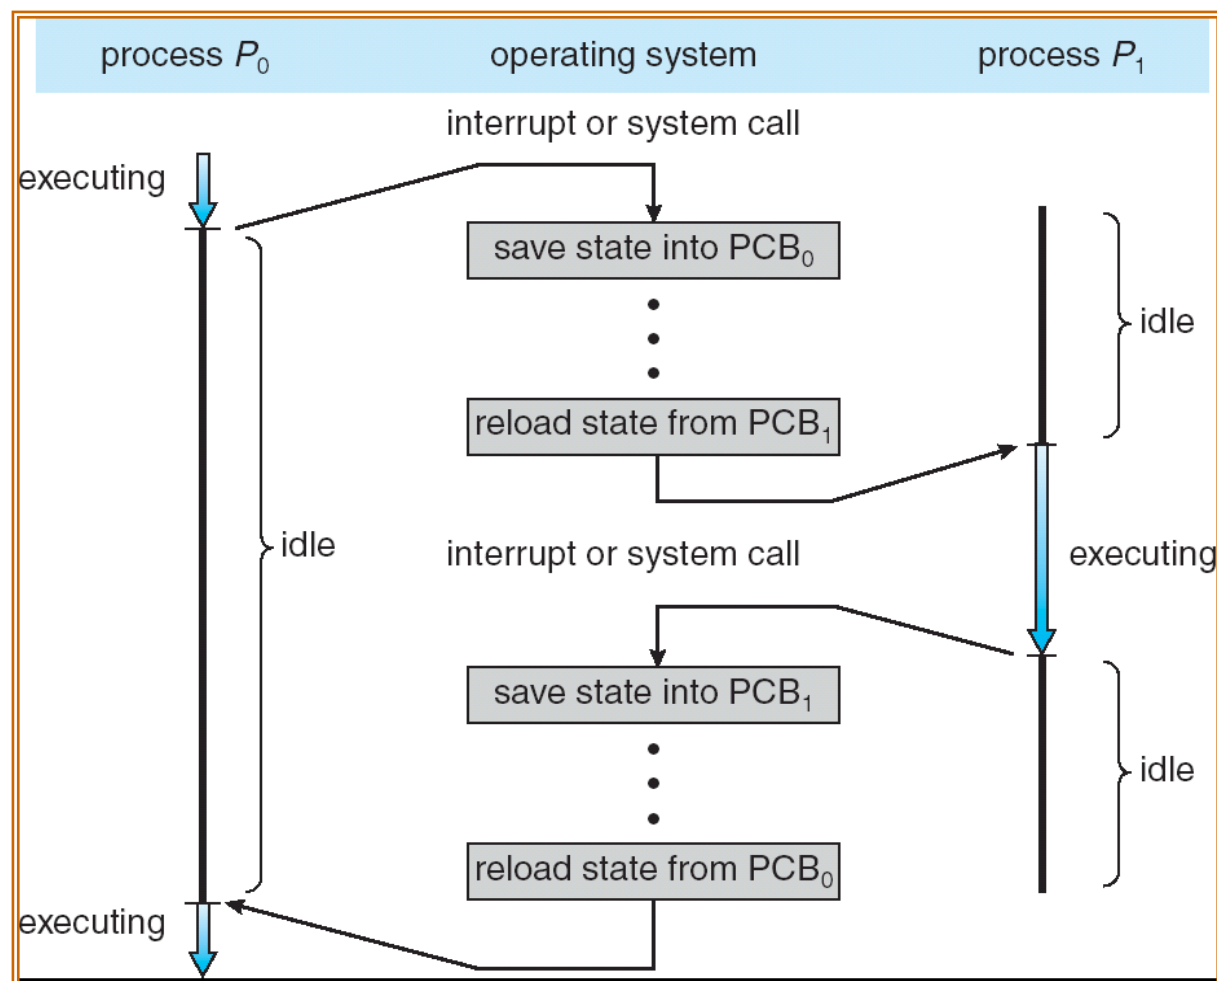 process P₀ operating system process P₁
interrupt or system call
executing
save state into PCB₀
idle
reload state from PCB₁
idle
interrupt or system call
executing
save state into PCB₁
idle
reload state from PCB₀
executing